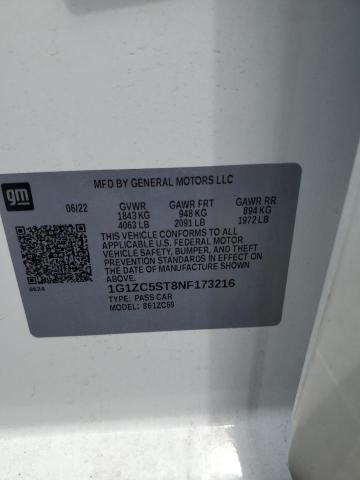 gm
MFD BY GENERAL MOTORS LLC
06/22 GVWR GAWR FRT GAWR RR
1843 KG 948 KG 894 KG
4063 LB 2091 LB 1972 LB
THIS VEHICLE CONFORMS TO ALL
APPLICABLE U.S. FEDERAL MOTOR
VEHICLE SAFETY, BUMPER, AND THEFT
PREVENTION STANDARDS IN EFFECT
ON THE DATE OF MANUFACTURE
SHOWN ABOVE.
1G1ZC5ST8NF173216
TYPE: PASS CAR
MODEL: 861ZC69